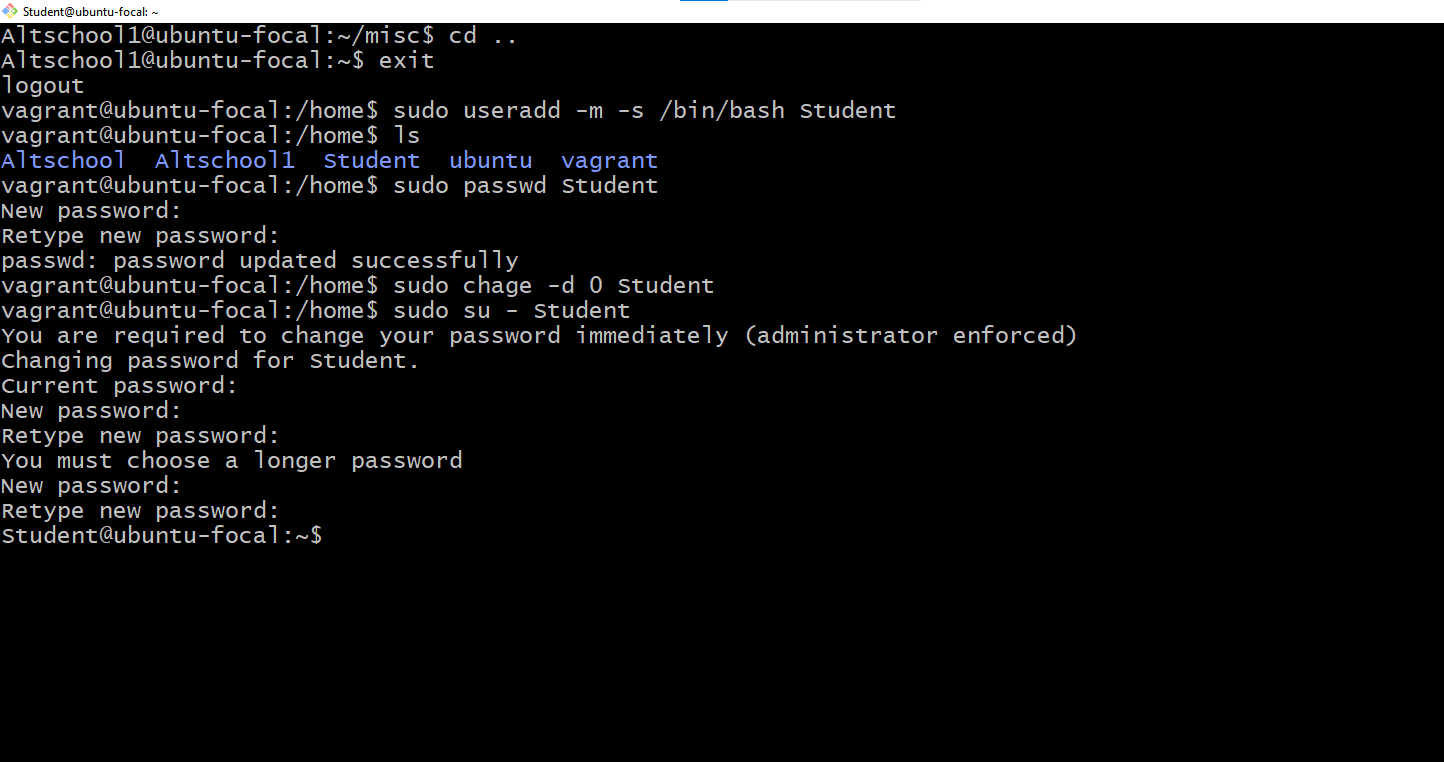 Student@ubuntu-focal: ~
Altschool1@ubuntu-focal:~/misc$ cd ..
Altschool1@ubuntu-focal:~$ exit
logout
vagrant@ubuntu-focal:/home$ sudo useradd -m -s /bin/bash Student
vagrant@ubuntu-focal:/home$ ls
Altschool  Altschool1  Student  ubuntu  vagrant
vagrant@ubuntu-focal:/home$ sudo passwd Student
New password:
Retype new password:
passwd: password updated successfully
vagrant@ubuntu-focal:/home$ sudo chage -d 0 Student
vagrant@ubuntu-focal:/home$ sudo su - Student
You are required to change your password immediately (administrator enforced)
Changing password for Student.
Current password:
New password:
Retype new password:
You must choose a longer password
New password:
Retype new password:
Student@ubuntu-focal:~$